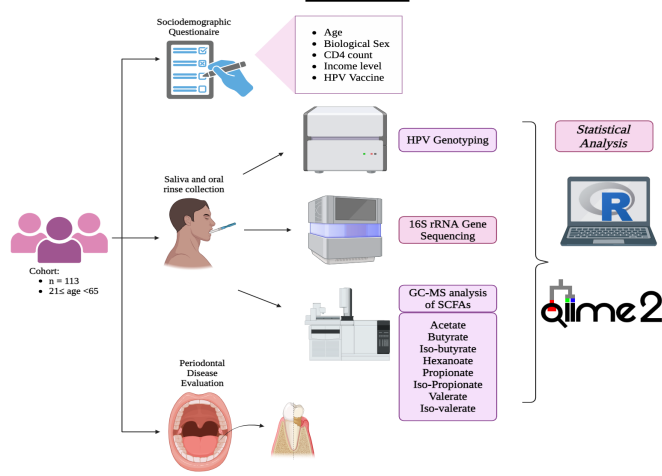 Sociodemographic
Questionaire
Age
Biological Sex
CD4 count
Income level
HPV Vaccine
Saliva and oral
rinse collection
HPV Genotyping
16S rRNA Gene
Sequencing
GC-MS analysis
of SCFAs
Acetate
Butyrate
Iso-butyrate
Hexanoate
Propionate
Iso-Propionate
Valerate
Iso-valerate
Statistical
Analysis
R
qiime2
Cohort:
n = 113
21≤ age <65
Periodontal
Disease
Evaluation